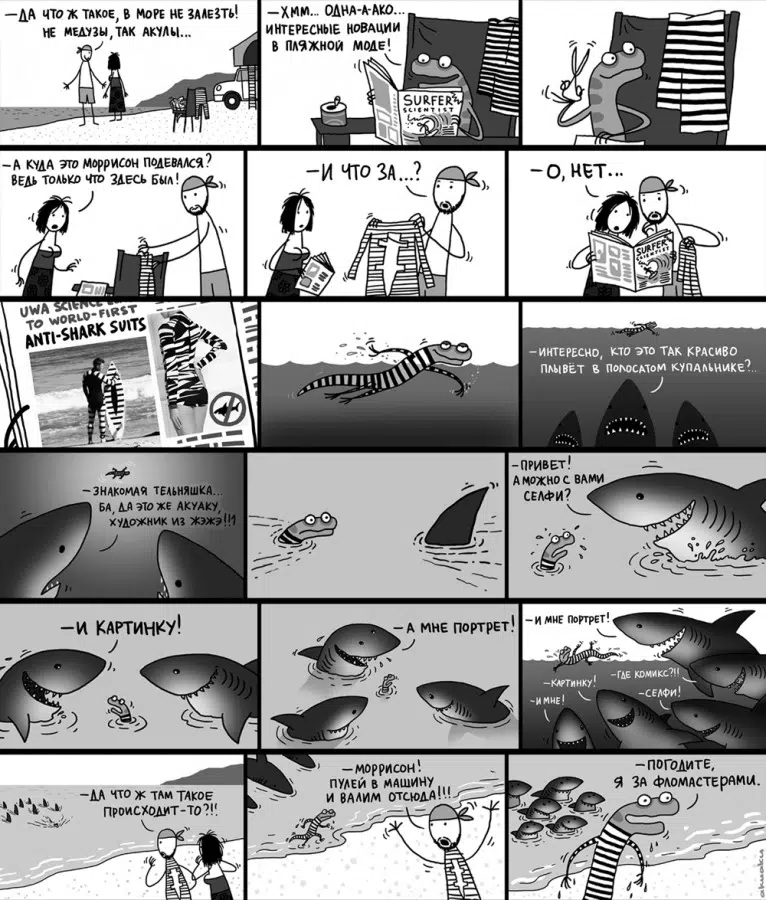 —ДА ЧТО Ж ТАКОЕ, В МОРЕ НЕ ЗАЛЕЗТЬ!
НЕ МЕДУЗЫ, ТАК АКУЛЫ...
—ХММ... ОДНА-А-АКО...
ИНТЕРЕСНЫЕ НОВАЦИИ
В ПЛЯЖНОЙ МОДЕ!
SURFER
SCIENTIST
—А КУДА ЭТО МОРРИСОН ПОДЕВАЛСЯ?
ВЕДЬ ТОЛЬКО ЧТО ЗДЕСЬ БЫЛ!
—И ЧТО ЗА...?
—О, НЕТ...
SURFER
SCIENTIST
UWA SCIENCE
TO WORLD-FIRST
ANTI-SHARK SUITS
—ИНТЕРЕСНО, КТО ЭТО ТАК КРАСИВО
ПЛЫВЁТ В ПОЛОСАТОМ КУПАЛЬНИКЕ?..
—ЗНАКОМАЯ ТЕЛЬНЯШКА...
БА, ДА ЭТО ЖЕ АКУАКУ,
ХУДОЖНИК ИЗ ЖЭЖЭ!!1
—ПРИВЕТ!
А МОЖНО С ВАМИ
СЕЛФИ?
—И КАРТИНКУ!
—А МНЕ ПОРТРЕТ!
—И МНЕ ПОРТРЕТ!
—ГДЕ КОМИКС?!!
—КАРТИНКУ!
—СЕЛФИ!
—И МНЕ!
—ДА ЧТО Ж ТАМ ТАКОЕ
ПРОИСХОДИТ-ТО?!!
—МОРРИСОН!
ПУЛЕЙ В МАШИНУ
И ВАЛИМ ОТСЮДА!!!
—ПОГОДИТЕ,
Я ЗА ФЛОМАСТЕРАМИ.
akuaku